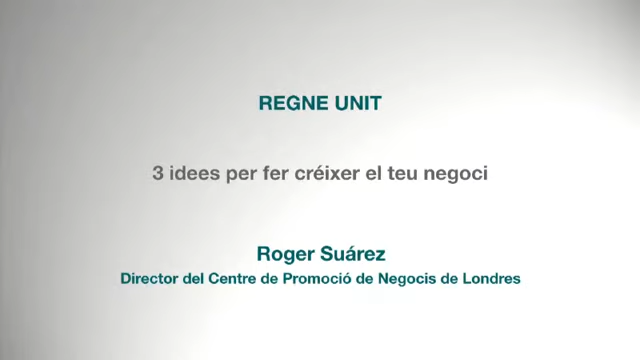 REGNE UNIT
3 idees per fer créixer el teu negoci
Roger Suárez
Director del Centre de Promoció de Negocis de Londres